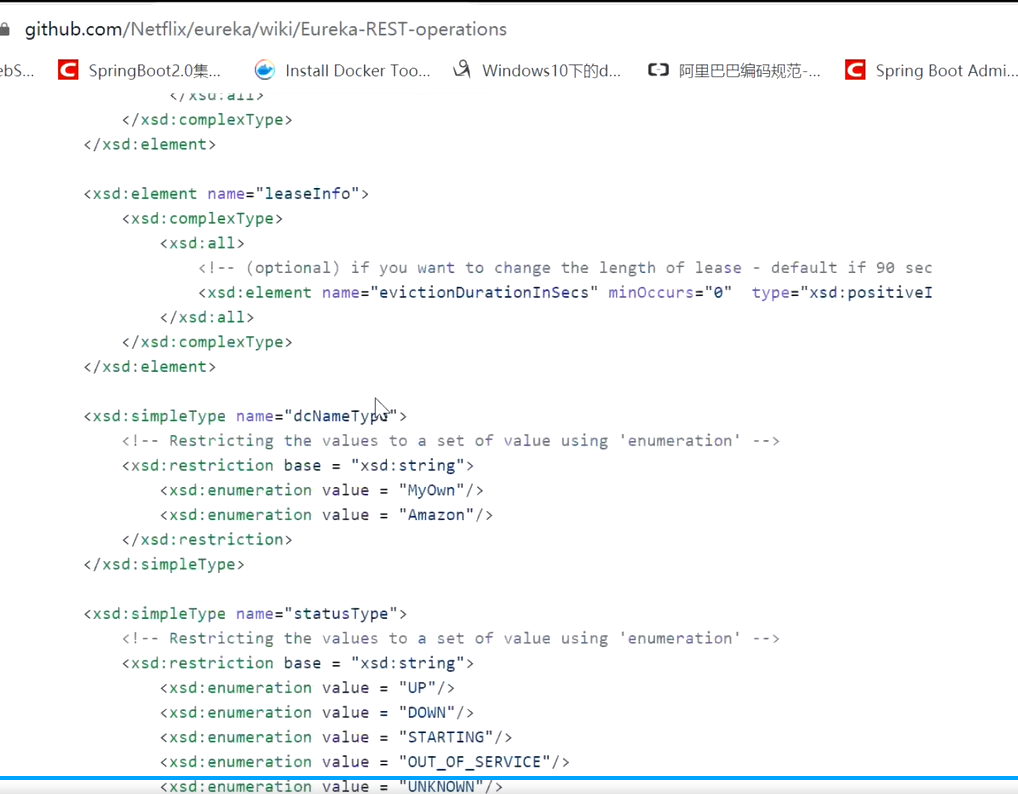 github.com/Netflix/eureka/wiki/Eureka-REST-operations
ebS... SpringBoot2.0集... Install Docker Too... Windows10下的d... 阿里巴巴编码规范-... Spring Boot Admi...
</xsd:all>
</xsd:complexType>
</xsd:element>
<xsd:element name="leaseInfo">
<xsd:complexType>
<xsd:all>
<!-- (optional) if you want to change the length of lease - default if 90 sec
<xsd:element name="evictionDurationInSecs" minOccurs="0"  type="xsd:positiveI
</xsd:all>
</xsd:complexType>
</xsd:element>
<xsd:simpleType name="dcNameType">
<!-- Restricting the values to a set of value using 'enumeration' -->
<xsd:restriction base = "xsd:string">
<xsd:enumeration value = "MyOwn"/>
<xsd:enumeration value = "Amazon"/>
</xsd:restriction>
</xsd:simpleType>
<xsd:simpleType name="statusType">
<!-- Restricting the values to a set of value using 'enumeration' -->
<xsd:restriction base = "xsd:string">
<xsd:enumeration value = "UP"/>
<xsd:enumeration value = "DOWN"/>
<xsd:enumeration value = "STARTING"/>
<xsd:enumeration value = "OUT_OF_SERVICE"/>
<xsd:enumeration value = "UNKNOWN"/>